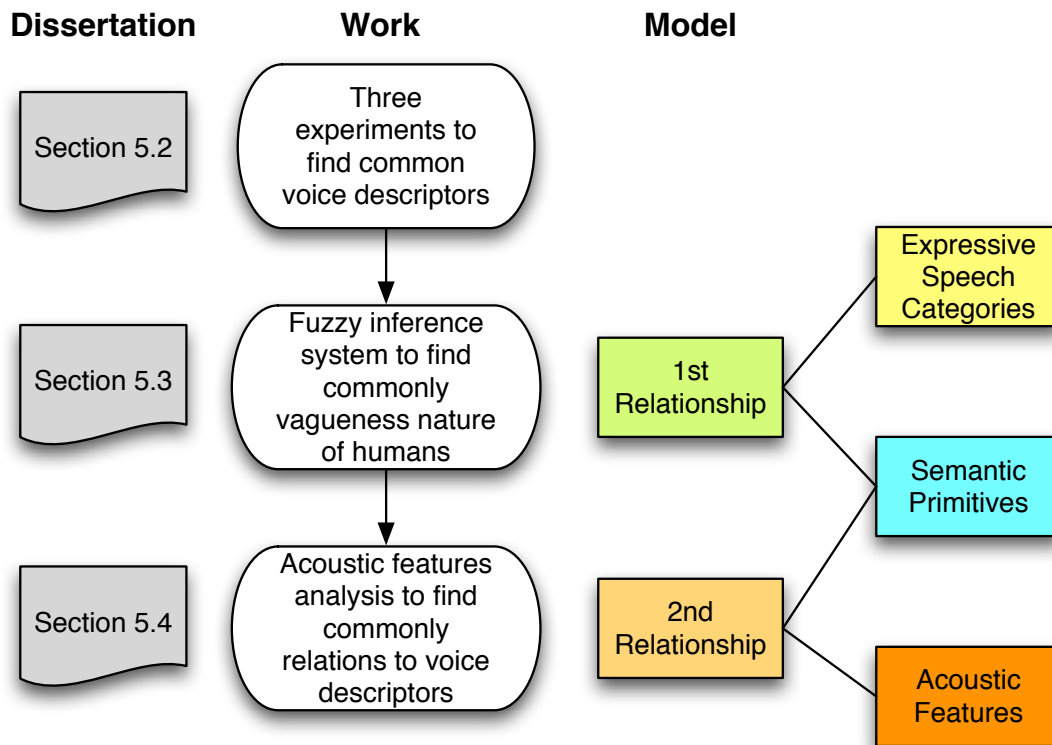 Dissertation Work Model
Section 5.2
Three
experiments to
find common
voice descriptors
Expressive
Speech
Categories
Section 5.3
Fuzzy inference
system to find
commonly
vagueness nature
of humans
1st
Relationship
Semantic
Primitives
Section 5.4
Acoustic features
analysis to find
commonly
relations to voice
descriptors
2nd
Relationship
Acoustic
Features